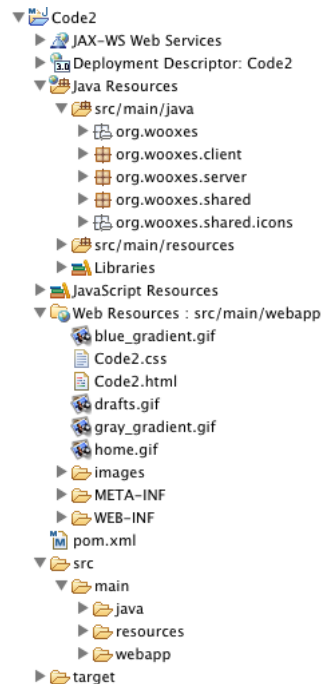 Code2
JAX-WS Web Services
Deployment Descriptor: Code2
Java Resources
src/main/java
org.wooxes
org.wooxes.client
org.wooxes.server
org.wooxes.shared
org.wooxes.shared.icons
src/main/resources
Libraries
JavaScript Resources
Web Resources : src/main/webapp
blue_gradient.gif
Code2.css
Code2.html
drafts.gif
gray_gradient.gif
home.gif
images
META-INF
WEB-INF
pom.xml
src
main
java
resources
webapp
target